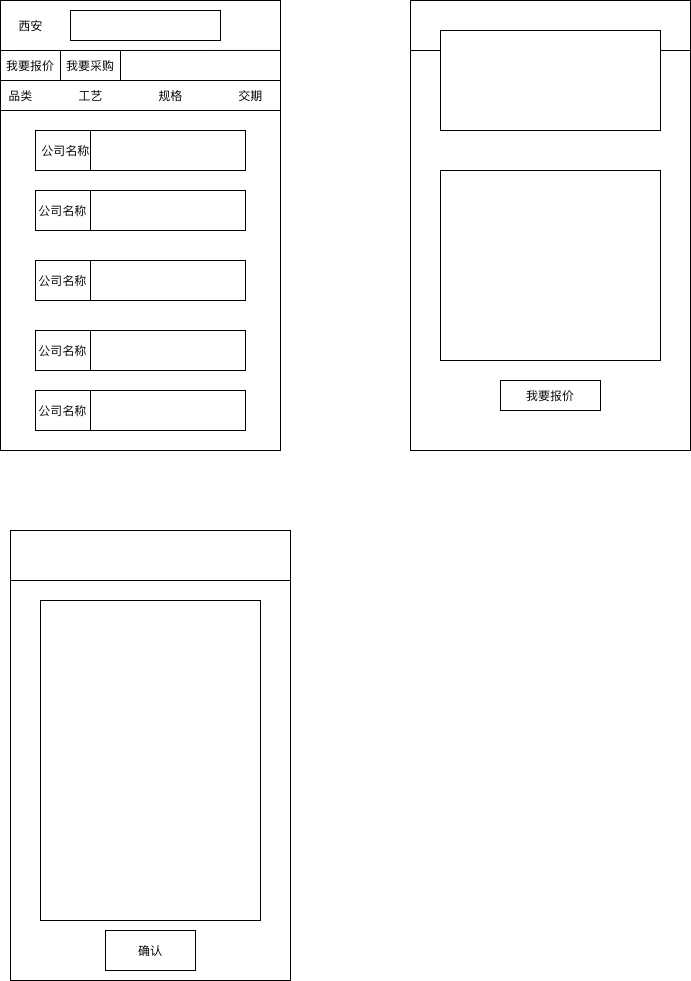 西安
我要报价 我要采购
品类 工艺 规格 交期
公司名称
公司名称
公司名称
公司名称
公司名称
我要报价
确认